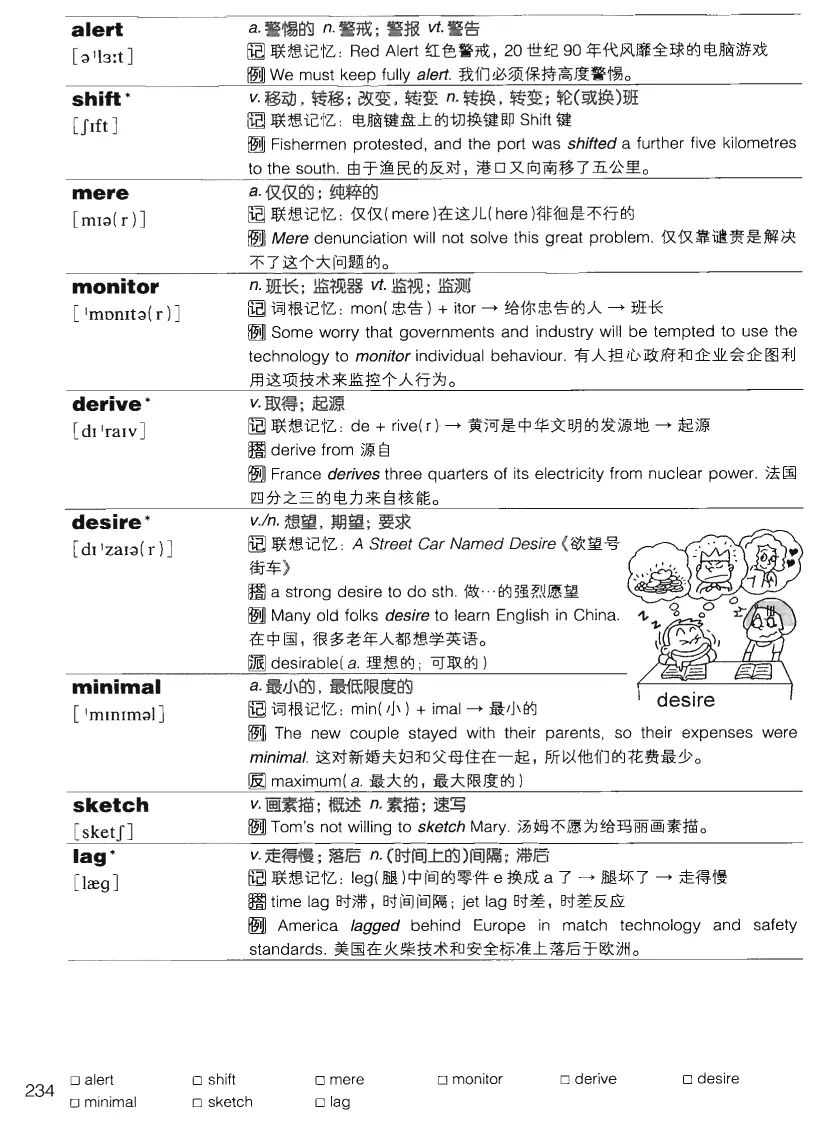 alert
a. 警惕的 n. 警戒; 警报 vt. 警告
[əˈlɜːt]
记 联想记忆: Red Alert 红色警戒, 20 世纪 90 年代风靡全球的电脑游戏
例 We must keep fully alert. 我们必须保持高度警惕。
shift*
v. 移动, 转移; 改变, 转变 n. 转换, 转变; 轮(或换)班
[ʃɪft]
记 联想记忆: 电脑键盘上的切换键即 Shift 键
例 Fishermen protested, and the port was shifted a further five kilometres
to the south. 由于渔民的反对, 港口又向南移了五公里。
mere
a. 仅仅的; 纯粹的
[mɪə(r)]
记 联想记忆: 仅仅(mere)在这儿(here)徘徊是不行的
例 Mere denunciation will not solve this great problem. 仅仅靠谴责是解决
不了这个大问题的。
monitor
n. 班长; 监视器 vt. 监视; 监测
[ˈmɒnɪtə(r)]
记 词根记忆: mon(忠告) + itor → 给你忠告的人 → 班长
例 Some worry that governments and industry will be tempted to use the
technology to monitor individual behaviour. 有人担心政府和企业会企图利
用这项技术来监控个人行为。
derive*
v. 取得; 起源
[dɪˈraɪv]
记 联想记忆: de + rive(r) → 黄河是中华文明的发源地 → 起源
搭 derive from 源自
例 France derives three quarters of its electricity from nuclear power. 法国
四分之三的电力来自核能。
desire*
v./n. 想望, 期望; 要求
[dɪˈzaɪə(r)]
记 联想记忆: A Street Car Named Desire《欲望号
街车》
搭 a strong desire to do sth. 做…的强烈愿望
例 Many old folks desire to learn English in China.
在中国, 很多老年人都想学英语。
派 desirable(a. 理想的; 可取的)
z z z
z z
desire
minimal
a. 最小的, 最低限度的
[ˈmɪnɪməl]
记 词根记忆: min(小) + imal → 最小的
例 The new couple stayed with their parents, so their expenses were
minimal. 这对新婚夫妇和父母住在一起, 所以他们的花费最少。
反 maximum(a. 最大的, 最大限度的)
sketch
v. 画素描; 概述 n. 素描; 速写
[sketʃ]
例 Tom's not willing to sketch Mary. 汤姆不愿为给玛丽画素描。
lag*
v. 走得慢; 落后 n. (时间上的)间隔; 滞后
[læg]
记 联想记忆: leg(腿)中间的零件 e 换成 a 了 → 腿坏了 → 走得慢
搭 time lag 时滞, 时间间隔; jet lag 时差, 时差反应
例 America lagged behind Europe in match technology and safety
standards. 美国在火柴技术和安全标准上落后于欧洲。
234
□ alert □ shift □ mere □ monitor □ derive □ desire
□ minimal □ sketch □ lag